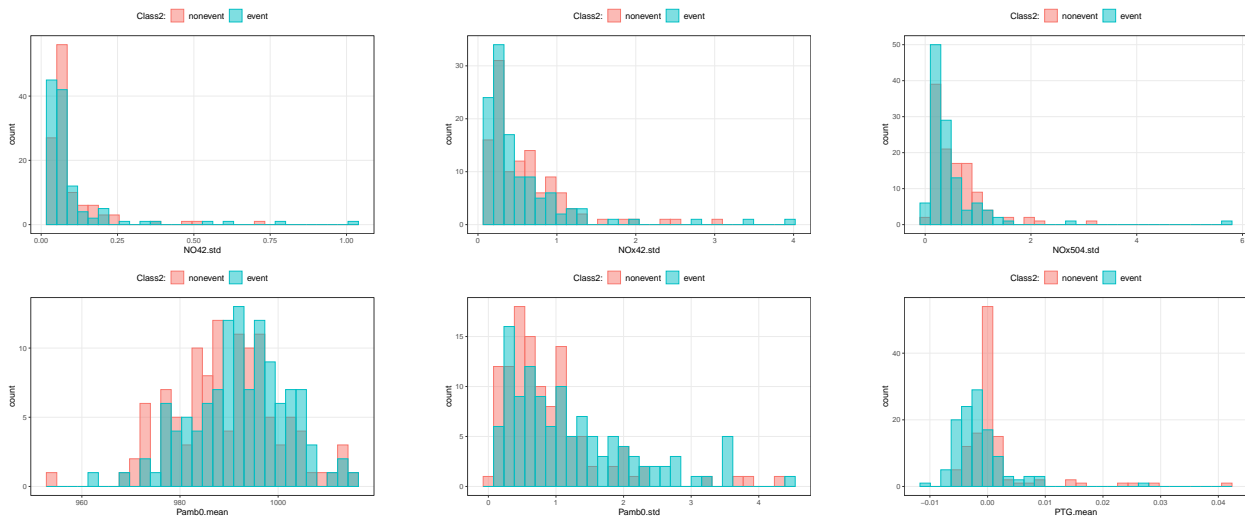 Class2: nonevent event
40
20
0
count
0.00 0.25 0.50 0.75 1.00
NO42.std
Class2: nonevent event
30
20
10
0
count
0 1 2 3 4
NOx42.std
Class2: nonevent event
50
40
30
20
10
0
count
0 2 4 6
NOx504.std
Class2: nonevent event
10
5
0
count
960 980 1000
Pamb0.mean
Class2: nonevent event
15
10
5
0
count
0 1 2 3 4
Pamb0.std
Class2: nonevent event
40
20
0
count
−0.01 0.00 0.01 0.02 0.03 0.04
PTG.mean